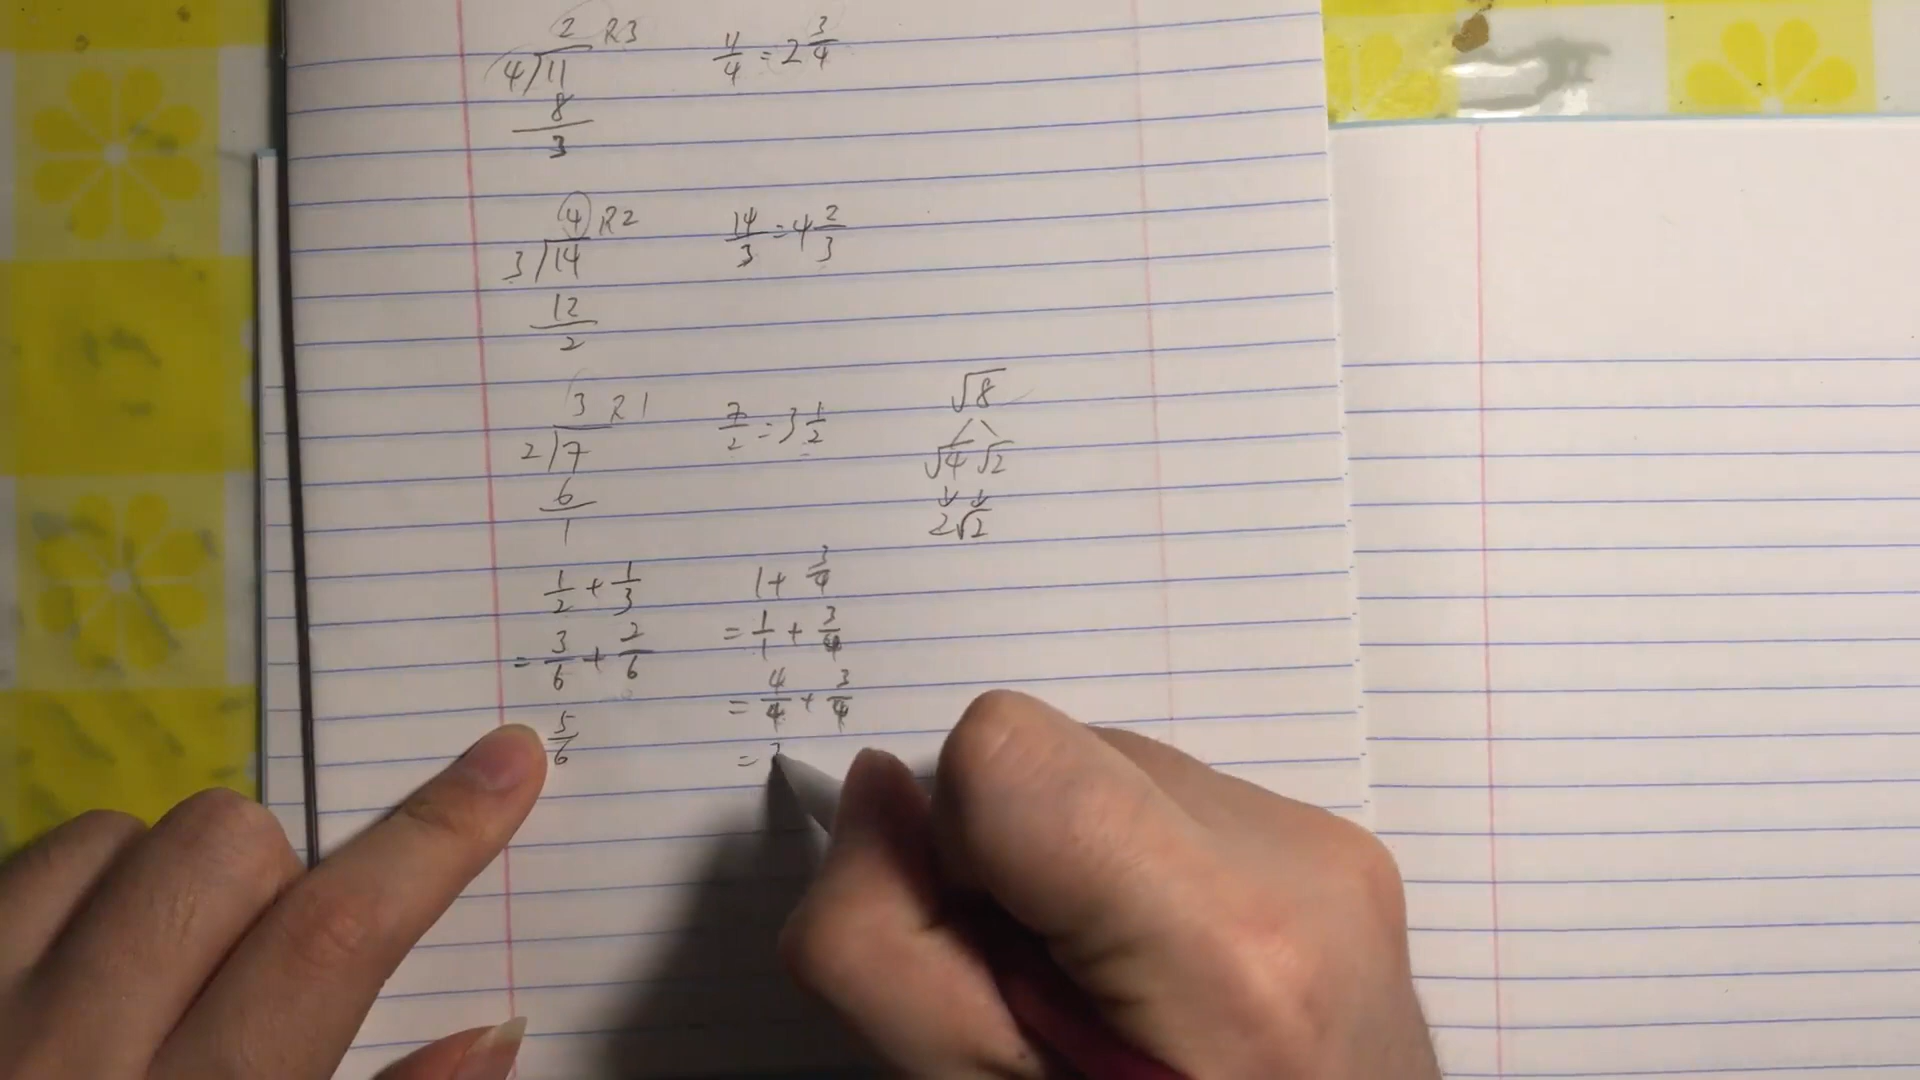 2 R3
4)11
8
3
11/4 = 2 3/4
4 R2
3)14
12
2
14/3 = 4 2/3
3 R1
2)7
6
1
7/2 = 3 1/2
√8
√4 √2
↓ ↓
2√2
1/2 + 1/3
= 3/6 + 2/6
5/6
1 + 3/4
= 1/1 + 3/4
= 4/4 + 3/4
=